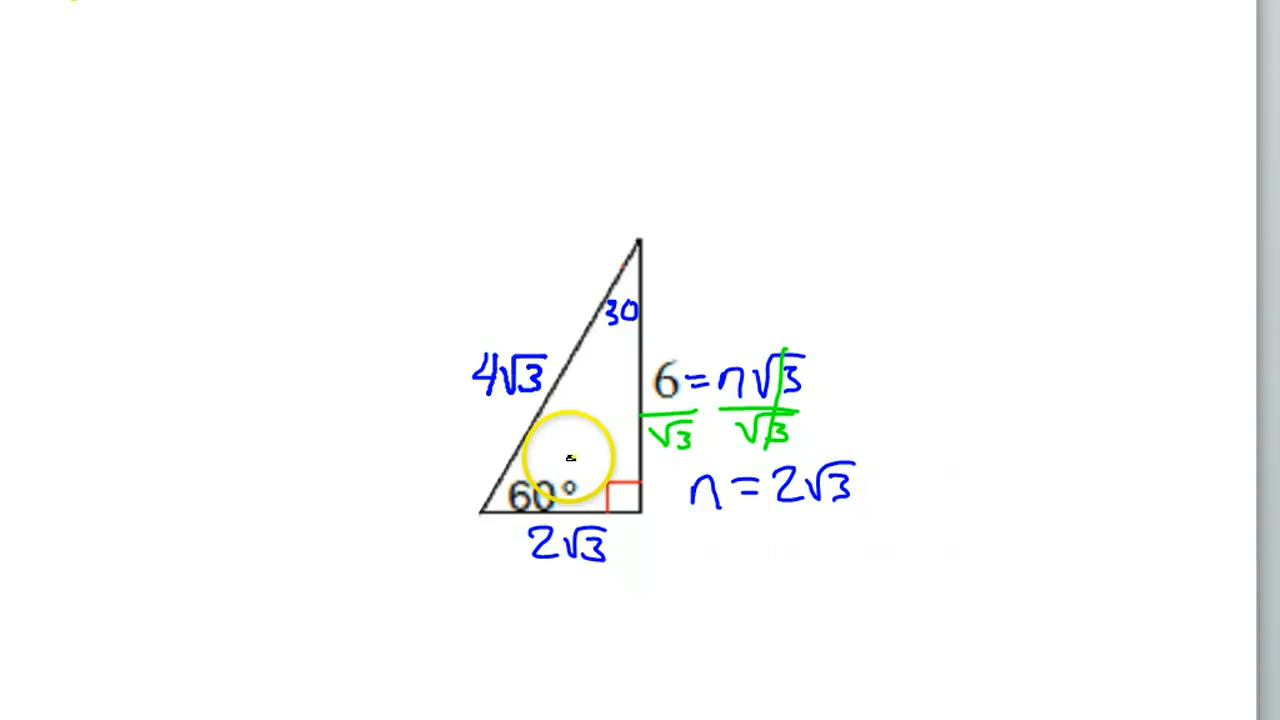 30
4√3
6 = n√3
√3 √3
60°
n = 2√3
2√3